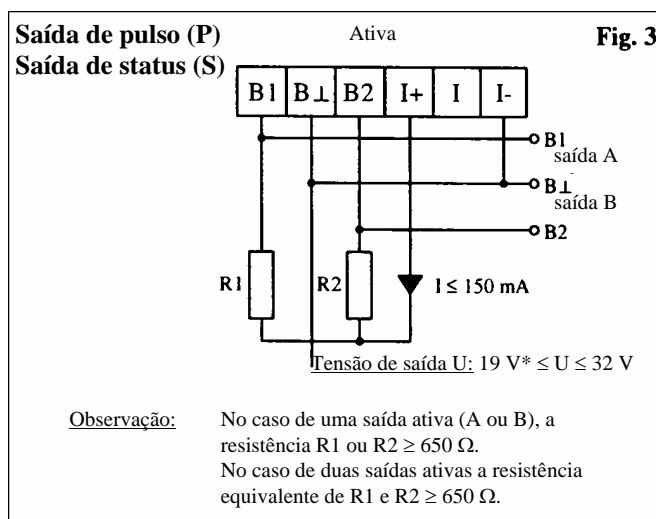 Saída de pulso (P) Ativa Fig. 3
Saída de status (S)
B1 B⊥ B2 I+ I I-
B1
saída A
B⊥
saída B
B2
R1 R2 I ≤ 150 mA
Tensão de saída U: 19 V* ≤ U ≤ 32 V
Observação: No caso de uma saída ativa (A ou B), a
resistência R1 ou R2 ≥ 650 Ω.
No caso de duas saídas ativas a resistência
equivalente de R1 e R2 ≥ 650 Ω.